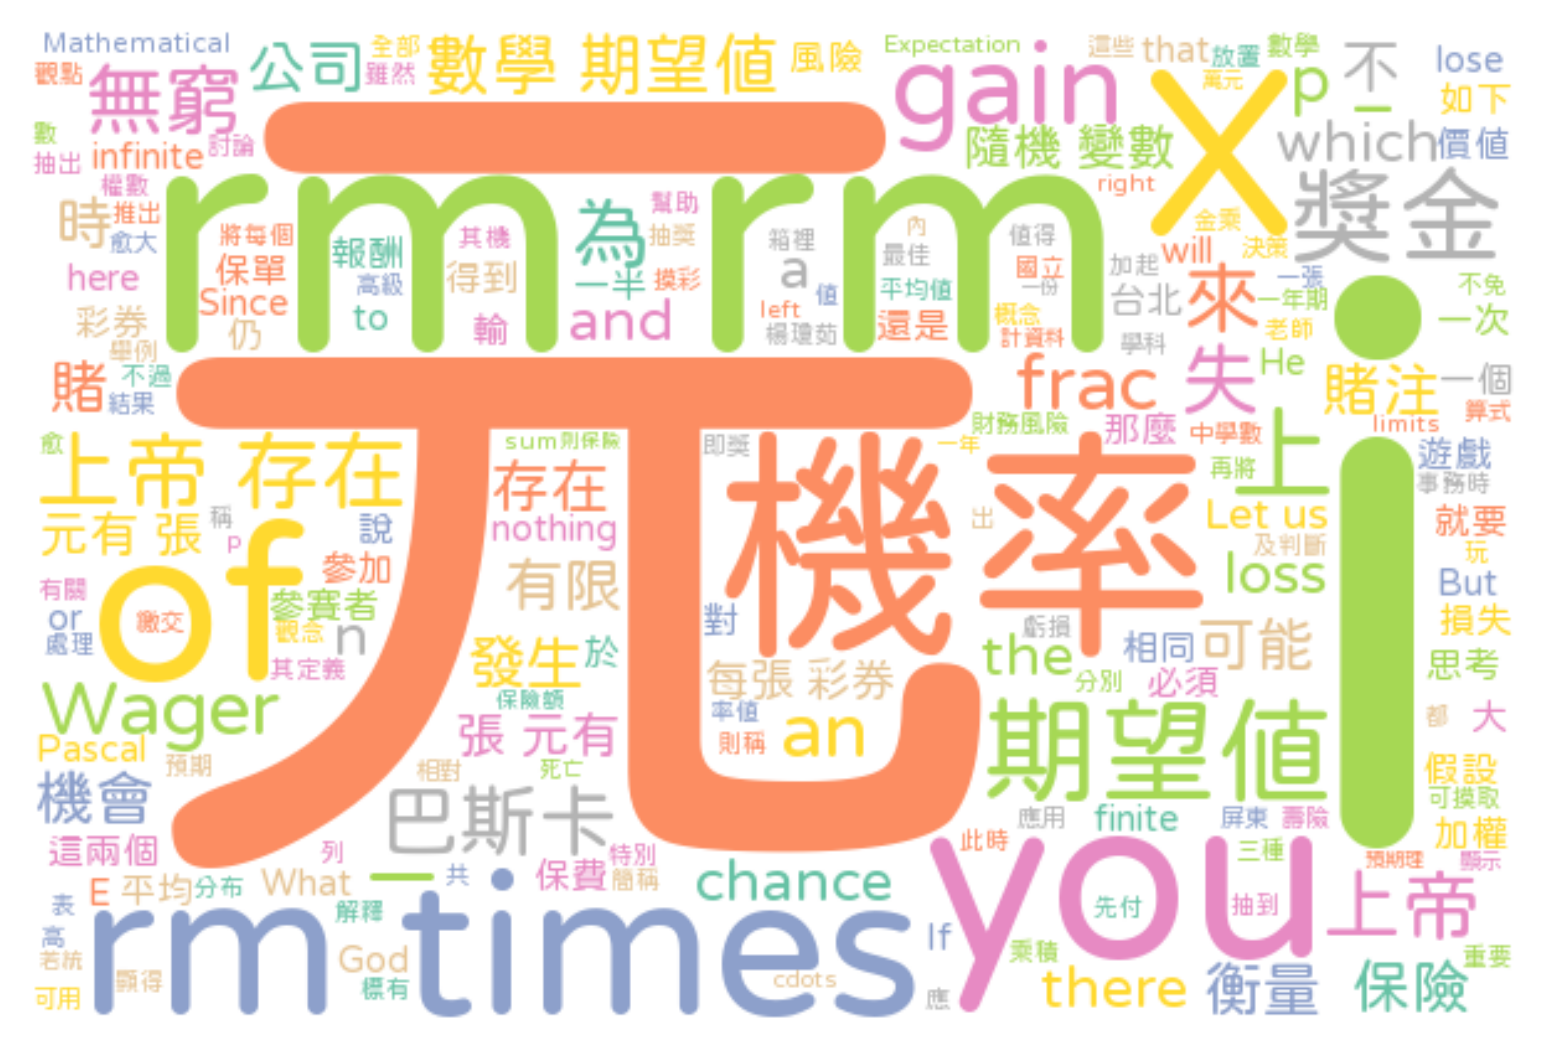 Mathematical
公司
全部
數學 期望值
風險
Expectation
gain
這些
that
放置
數學
不
lose
觀點
無窮
雖然
萬元
X
p
如下
數
抽出
infinite
討論
隨機 變數
一
which
價值
權數
推出
時
愈大
rm rm
right
獎金
here
將每個
保單
Since
報酬
高級
to
其機
得到
輸
為
一半
幫助
抽獎
摸彩
and
箱裡
a
left
值
楊瓊茹
內
最佳
平均值
還是
值得
國立
一份
概念
計資料
加起
台北
學科
will
金乘
決策
來
一張
一年期
老師
不免
一次
彩券
舉例
仍
元
i
賭
不過
結果
frac
失
He
賭注
一個
算式
limits
財務風險
那麼
中學數
上
遊戲
事務時
愈
上帝 存在
sum
則保險
即獎
機率
一年
再將
元有 張
稱
p
說
存在
nothing
出
Let us
及判斷
就要
玩
有關
or
處理
of
繳交
參加
參賽者
觀念
n
其定義
有限
對
loss
But
損失
虧損
the
相同
可能
思考
發生
於
每張 彩券
分別
必須
都
大
Wager
保險額
張 元有
率值
則稱
an
期望值
Pascal
預期
相對
死亡
假設
可摸取
機會
巴斯卡
應用
finite
屏東
壽險
加權
這兩個
列
特別
此時
三種
預期理
顯示
E
平均
分布
What
一
共
保費
簡稱
chance
you
上帝
表
高
若統
可用
rm times
解釋
God
標有
顯得
cdots
If
應
先付
抽到
乘積
there
衡量
保險
重要